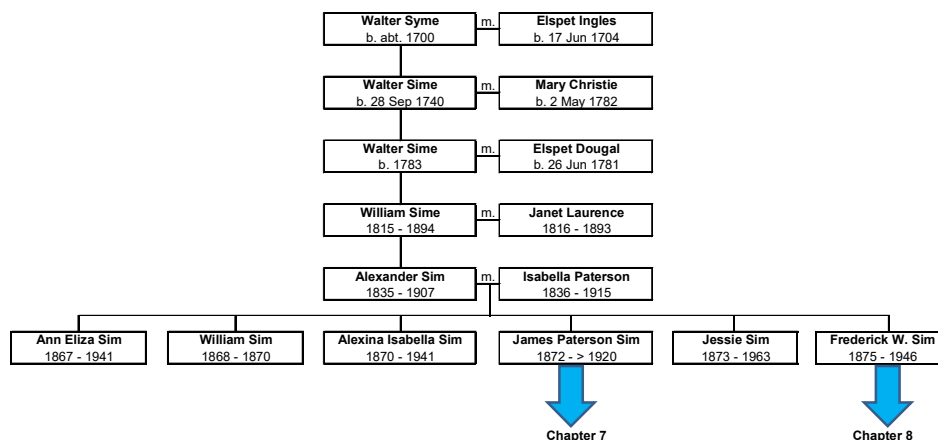 Walter Syme
b. abt. 1700
m.
Elspet Ingles
b. 17 Jun 1704
Walter Sime
b. 28 Sep 1740
m.
Mary Christie
b. 2 May 1782
Walter Sime
b. 1783
m.
Elspet Dougal
b. 26 Jun 1781
William Sime
1815 - 1894
m.
Janet Laurence
1816 - 1893
Alexander Sim
1835 - 1907
m.
Isabella Paterson
1836 - 1915
Ann Eliza Sim
1867 - 1941
William Sim
1868 - 1870
Alexina Isabella Sim
1870 - 1941
James Paterson Sim
1872 - > 1920
Jessie Sim
1873 - 1963
Frederick W. Sim
1875 - 1946
Chapter 7
Chapter 8